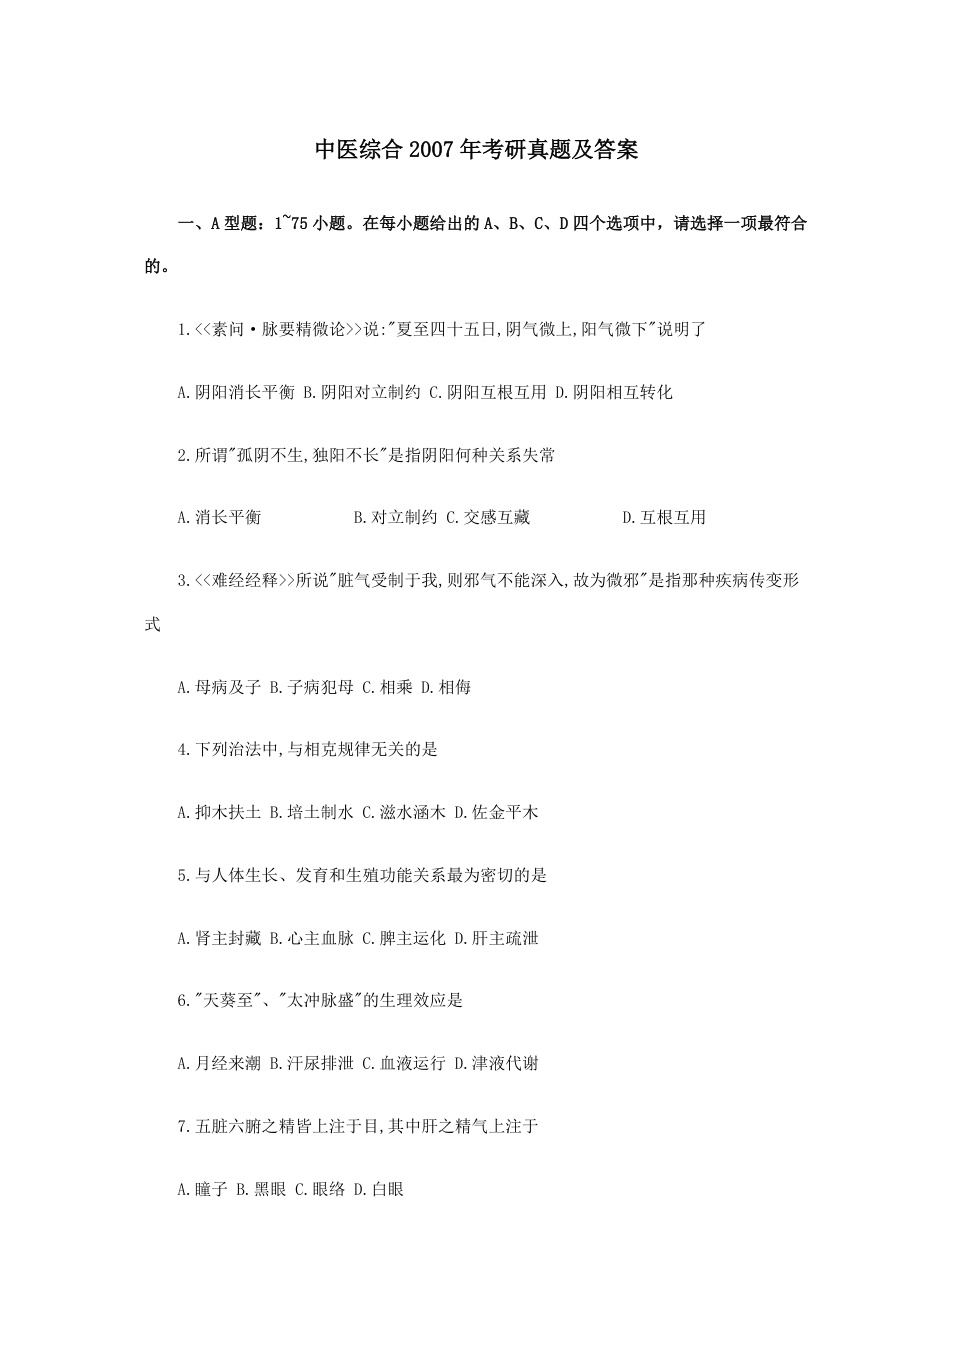 中医综合 2007 年考研真题及答案
一、A 型题：1~75 小题。在每小题给出的 A、B、C、D 四个选项中，请选择一项最符合
的。
1.<<素问·脉要精微论>>说:"夏至四十五日,阴气微上,阳气微下"说明了
A.阴阳消长平衡 B.阴阳对立制约 C.阴阳互根互用 D.阴阳相互转化
2.所谓"孤阴不生,独阳不长"是指阴阳何种关系失常
A.消长平衡 B.对立制约 C.交感互藏 D.互根互用
3.<<难经经释>>所说"脏气受制于我,则邪气不能深入,故为微邪"是指那种疾病传变形
式
A.母病及子 B.子病犯母 C.相乘 D.相侮
4.下列治法中,与相克规律无关的是
A.抑木扶土 B.培土制水 C.滋水涵木 D.佐金平木
5.与人体生长、发育和生殖功能关系最为密切的是
A.肾主封藏 B.心主血脉 C.脾主运化 D.肝主疏泄
6."天葵至"、"太冲脉盛"的生理效应是
A.月经来潮 B.汗尿排泄 C.血液运行 D.津液代谢
7.五脏六腑之精皆上注于目,其中肝之精气上注于
A.瞳子 B.黑眼 C.眼络 D.白眼